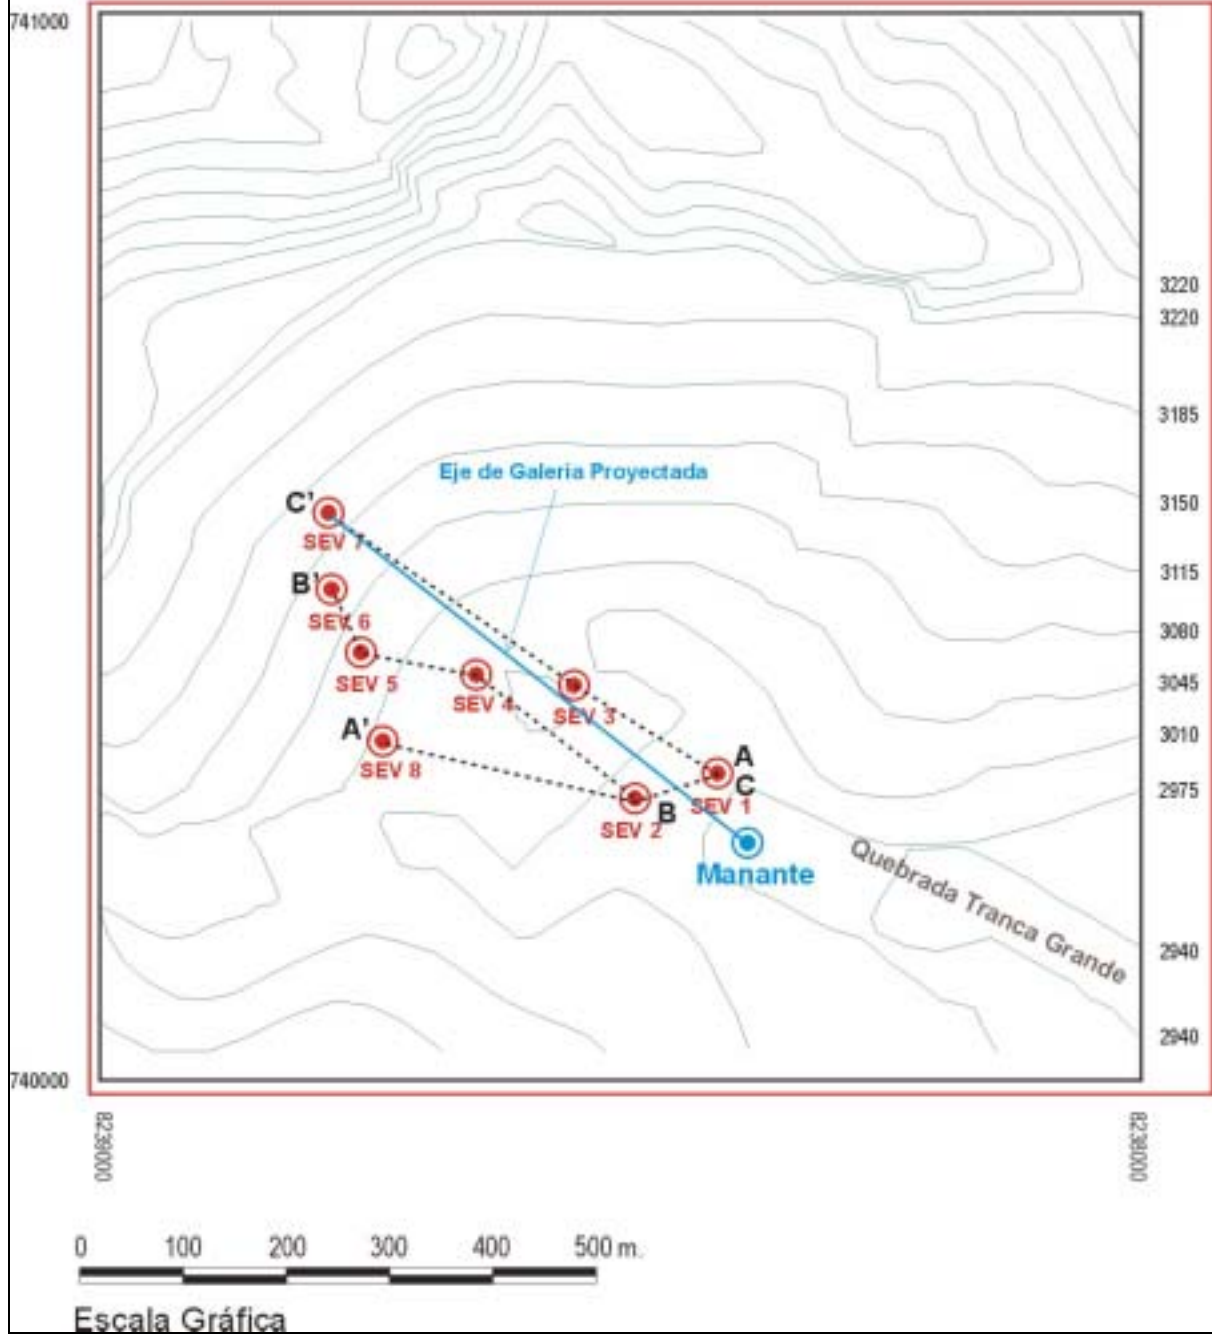 741000
3220
3220
3185
Eje de Galeria Proyectada
3150
C'
SEV 7
3115
B'
SEV 6
3080
SEV 5
SEV 4
3045
SEV 3
A'
3010
SEV 8
A
C
2975
SEV 1
B
SEV 2
Manante
Quebrada Tranca Grande
2940
2940
740000
8239000
8238000
0 100 200 300 400 500 m.
Escala Gráfica